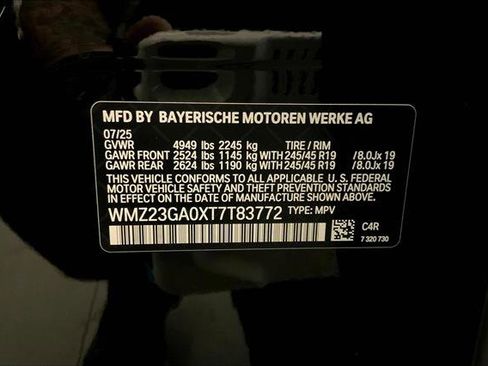 MFD BY BAYERISCHE MOTOREN WERKE AG
07/25
GVWR 4949 lbs 2245 kg TIRE / RIM
GAWR FRONT 2524 lbs 1145 kg WITH 245/45 R19 / 8.0Jx 19
GAWR REAR 2624 lbs 1190 kg WITH 245/45 R19 / 8.0Jx 19
THIS VEHICLE CONFORMS TO ALL APPLICABLE U. S. FEDERAL
MOTOR VEHICLE SAFETY AND THEFT PREVENTION STANDARDS
IN EFFECT ON THE DATE OF MANUFACTURE SHOWN ABOVE.
WMZ23GA0XT7T83772 TYPE: MPV
C4R
7 320 730